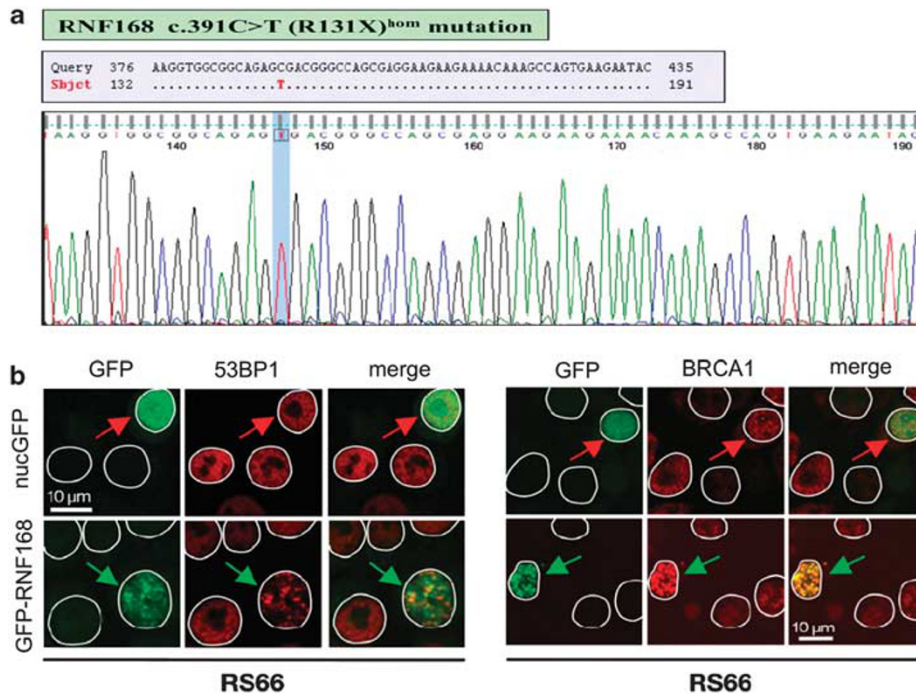 a
RNF168 c.391C>T (R131X)hom mutation
Query 376 AAGGTGGCGGCAGAGCGACGGGCCAGCGAGGAAGAAGAAAACAAAGCCAGTGAAGAATAC 435
Sbjct 132 ...............T............................................ 191
TAAGGTGGCGGCAGAGTGACGGGCCAGCGAGGAAGAAGAAAACAAAGCCAGTGAAGAATAC
140 150 160 170 180 190
b
GFP 53BP1 merge
GFP BRCA1 merge
nucGFP
10 µm
GFP-RNF168
10 µm
RS66
RS66